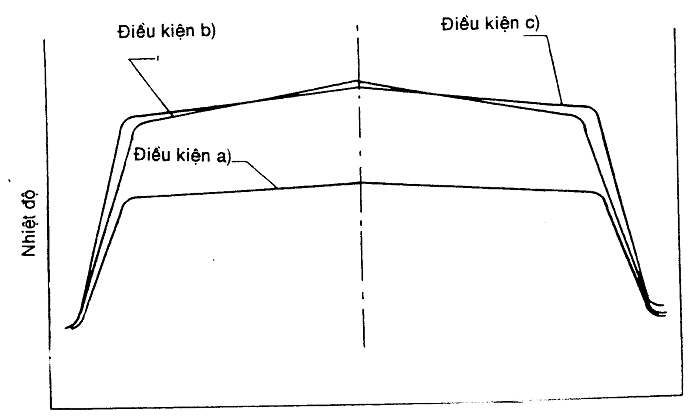 Điều kiện b)
Điều kiện c)
Điều kiện a)
Nhiệt độ